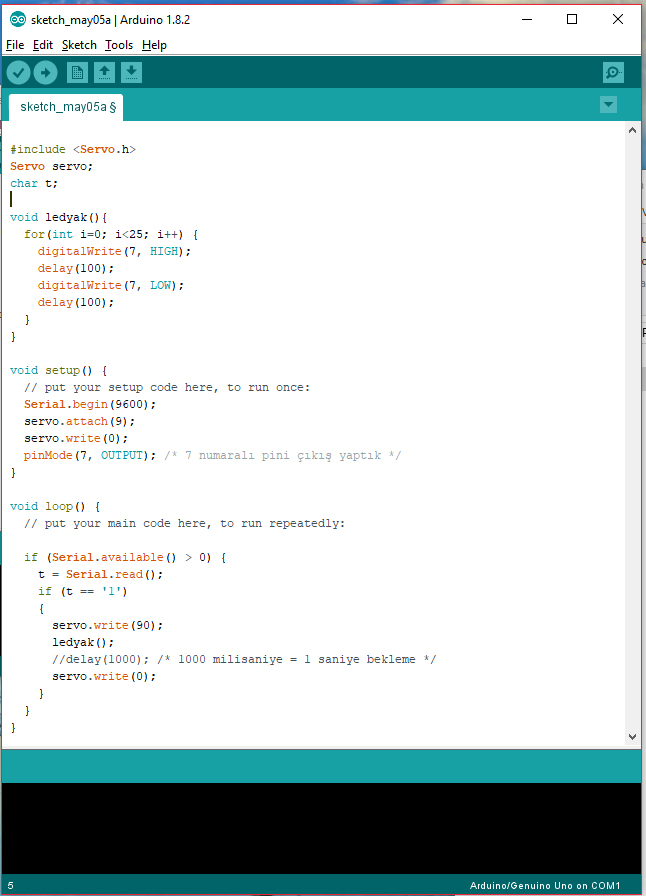 sketch_may05a | Arduino 1.8.2
File Edit Sketch Tools Help
sketch_may05a §
#include <Servo.h>
Servo servo;
char t;
void ledyak(){
for(int i=0; i<25; i++) {
digitalWrite(7, HIGH);
delay(100);
digitalWrite(7, LOW);
delay(100);
}
}
void setup() {
// put your setup code here, to run once:
Serial.begin(9600);
servo.attach(9);
servo.write(0);
pinMode(7, OUTPUT); /* 7 numaralı pini çıkış yaptık */
}
void loop() {
// put your main code here, to run repeatedly:
if (Serial.available() > 0) {
t = Serial.read();
if (t == '1')
{
servo.write(90);
ledyak();
//delay(1000); /* 1000 milisaniye = 1 saniye bekleme */
servo.write(0);
}
}
}
5
Arduino/Genuino Uno on COM1